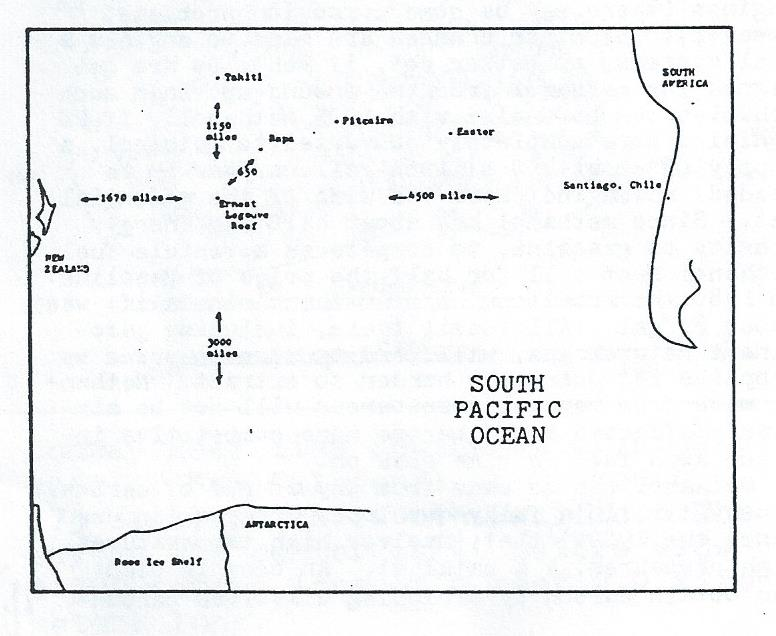 Tahiti
SOUTH
AMERICA
1150
miles
Pitcairn
Rapa
Easter
650
Santiago, Chile
1670 miles
4500 miles
Ernest
Legouve
Reef
NEW
ZEALAND
3000
miles
SOUTH
PACIFIC
OCEAN
ANTARCTICA
Ross Ice Shelf